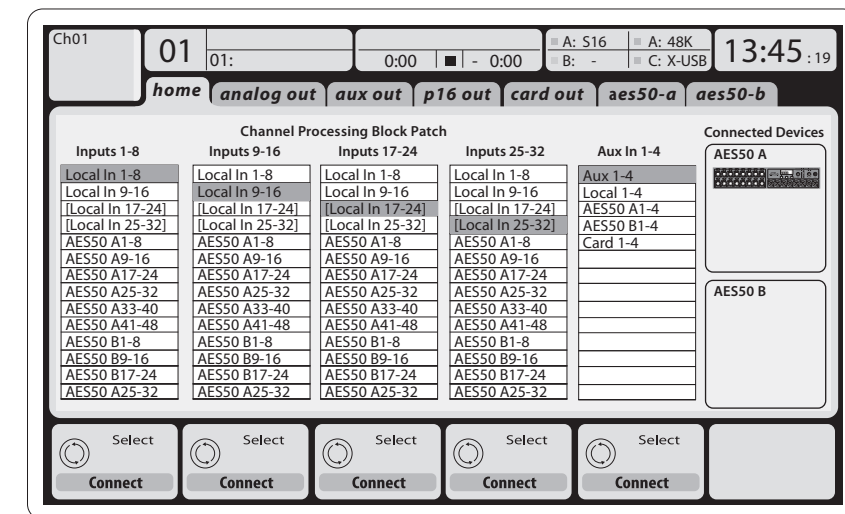 Ch01
01
01:
0:00
- 0:00
A: S16
B: -
A: 48K
C: X-USB
13:45 :19
home
analog out
aux out
p16 out
card out
aes50-a
aes50-b
Channel Processing Block Patch
Connected Devices
Inputs 1-8
Inputs 9-16
Inputs 17-24
Inputs 25-32
Aux In 1-4
Local In 1-8
Local In 9-16
[Local In 17-24]
[Local In 25-32]
AES50 A1-8
AES50 A9-16
AES50 A17-24
AES50 A25-32
AES50 A33-40
AES50 A41-48
AES50 B1-8
AES50 B9-16
AES50 B17-24
AES50 A25-32
Local In 1-8
Local In 9-16
[Local In 17-24]
[Local In 25-32]
AES50 A1-8
AES50 A9-16
AES50 A17-24
AES50 A25-32
AES50 A33-40
AES50 A41-48
AES50 B1-8
AES50 B9-16
AES50 B17-24
AES50 A25-32
Local In 1-8
Local In 9-16
[Local In 17-24]
[Local In 25-32]
AES50 A1-8
AES50 A9-16
AES50 A17-24
AES50 A25-32
AES50 A33-40
AES50 A41-48
AES50 B1-8
AES50 B9-16
AES50 B17-24
AES50 A25-32
Local In 1-8
Local In 9-16
[Local In 17-24]
[Local In 25-32]
AES50 A1-8
AES50 A9-16
AES50 A17-24
AES50 A25-32
AES50 A33-40
AES50 A41-48
AES50 B1-8
AES50 B9-16
AES50 B17-24
AES50 A25-32
Aux 1-4
Local 1-4
AES50 A1-4
AES50 B1-4
Card 1-4
AES50 A
AES50 B
Select
Connect
Select
Connect
Select
Connect
Select
Connect
Select
Connect